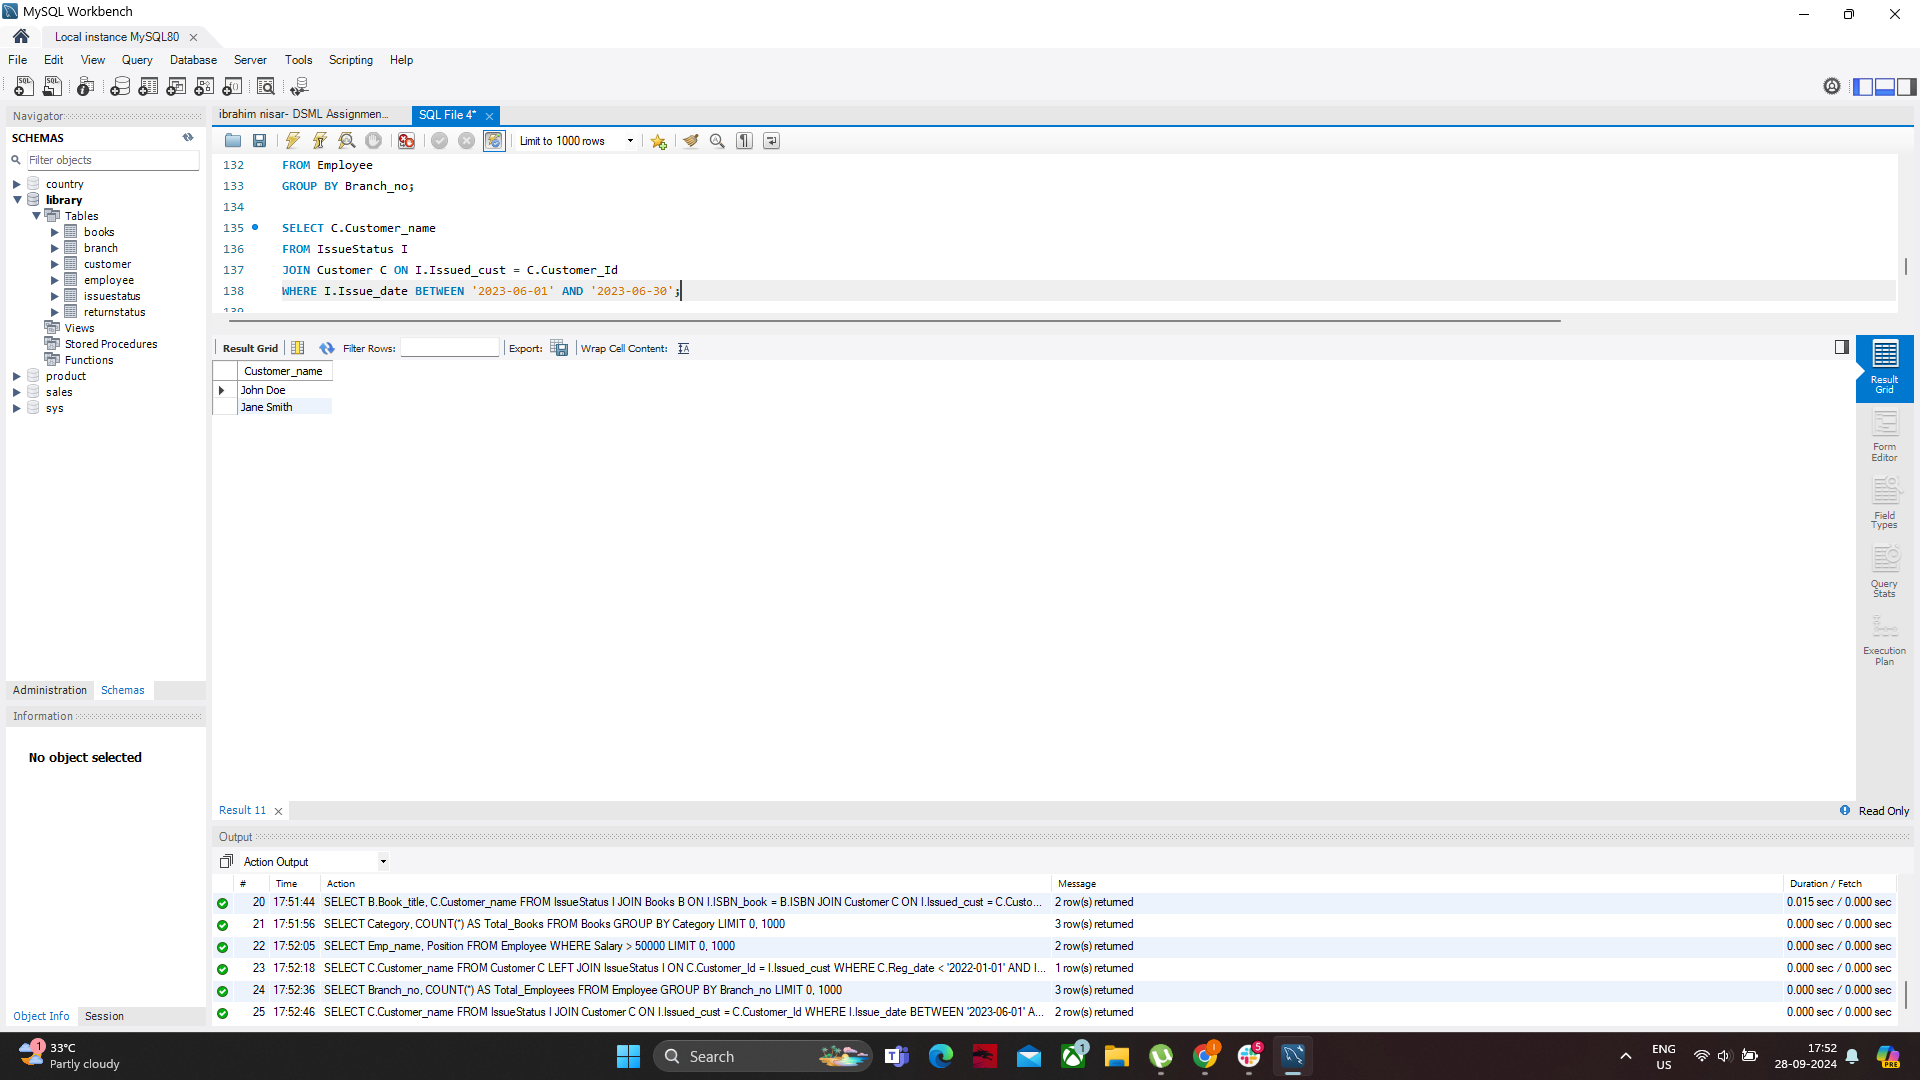 MySQL Workbench
Local instance MySQL80
File Edit View Query Database Server Tools Scripting Help
Navigator
SCHEMAS
Filter objects
country
library
Tables
books
branch
customer
employee
issuestatus
returnstatus
Views
Stored Procedures
Functions
product
sales
sys
Administration Schemas
Information
No object selected
Object Info Session
ibrahim nisar- DSML Assignmen... SQL File 4*
Limit to 1000 rows
132 FROM Employee
133 GROUP BY Branch_no;
134
135 SELECT C.Customer_name
136 FROM IssueStatus I
137 JOIN Customer C ON I.Issued_cust = C.Customer_Id
138 WHERE I.Issue_date BETWEEN '2023-06-01' AND '2023-06-30';
139
Result Grid Filter Rows: Export: Wrap Cell Content:
Customer_name
John Doe
Jane Smith
Result Grid
Form Editor
Field Types
Query Stats
Execution Plan
Result 11 Read Only
Output
Action Output
# Time Action Message Duration / Fetch
20 17:51:44 SELECT B.Book_title, C.Customer_name FROM IssueStatus I JOIN Books B ON I.ISBN_book = B.ISBN JOIN Customer C ON I.Issued_cust = C.Custo... 2 row(s) returned 0.015 sec / 0.000 sec
21 17:51:56 SELECT Category, COUNT(*) AS Total_Books FROM Books GROUP BY Category LIMIT 0, 1000 3 row(s) returned 0.000 sec / 0.000 sec
22 17:52:05 SELECT Emp_name, Position FROM Employee WHERE Salary > 50000 LIMIT 0, 1000 2 row(s) returned 0.000 sec / 0.000 sec
23 17:52:18 SELECT C.Customer_name FROM Customer C LEFT JOIN IssueStatus I ON C.Customer_Id = I.Issued_cust WHERE C.Reg_date < '2022-01-01' AND I... 1 row(s) returned 0.000 sec / 0.000 sec
24 17:52:36 SELECT Branch_no, COUNT(*) AS Total_Employees FROM Employee GROUP BY Branch_no LIMIT 0, 1000 3 row(s) returned 0.000 sec / 0.000 sec
25 17:52:46 SELECT C.Customer_name FROM IssueStatus I JOIN Customer C ON I.Issued_cust = C.Customer_Id WHERE I.Issue_date BETWEEN '2023-06-01' A... 2 row(s) returned 0.000 sec / 0.000 sec
1
33°C
Partly cloudy
Search
1
1
5
ENG
US
17:52
28-09-2024
PRE